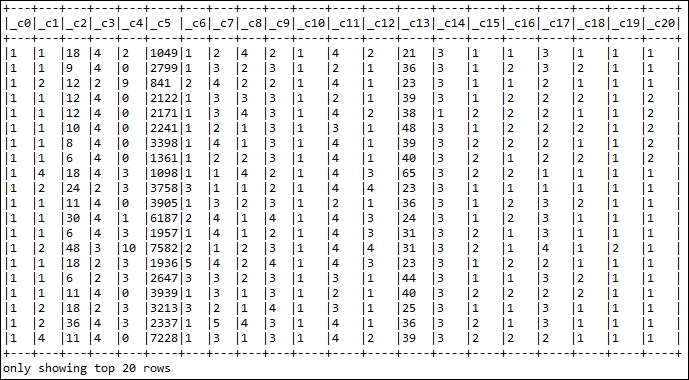 +---+---+---+---+---+----+---+---+---+---+----+----+----+----+----+----+----+----+----+----+----+
|_c0|_c1|_c2|_c3|_c4|_c5 |_c6|_c7|_c8|_c9|_c10|_c11|_c12|_c13|_c14|_c15|_c16|_c17|_c18|_c19|_c20|
+---+---+---+---+---+----+---+---+---+---+----+----+----+----+----+----+----+----+----+----+----+
|1 |1 |18 |4 |2 |1049|1 |2 |4 |2 |1 |4 |2 |21 |3 |1 |1 |3 |1 |1 |1 |
|1 |1 |9 |4 |0 |2799|1 |3 |2 |3 |1 |2 |1 |36 |3 |1 |2 |3 |2 |1 |1 |
|1 |2 |12 |2 |9 |841 |2 |4 |2 |2 |1 |4 |1 |23 |3 |1 |1 |2 |1 |1 |1 |
|1 |1 |12 |4 |0 |2122|1 |3 |3 |3 |1 |2 |1 |39 |3 |1 |2 |2 |2 |1 |2 |
|1 |1 |12 |4 |0 |2171|1 |3 |4 |3 |1 |4 |2 |38 |1 |2 |2 |2 |1 |1 |2 |
|1 |1 |10 |4 |0 |2241|1 |2 |1 |3 |1 |3 |1 |48 |3 |1 |2 |2 |2 |1 |2 |
|1 |1 |8 |4 |0 |3398|1 |4 |1 |3 |1 |4 |1 |39 |3 |2 |2 |2 |2 |1 |2 |
|1 |1 |6 |4 |0 |1361|1 |2 |2 |3 |1 |4 |1 |40 |3 |2 |1 |2 |2 |1 |2 |
|1 |4 |18 |4 |3 |1098|1 |1 |4 |2 |1 |4 |3 |65 |3 |2 |2 |1 |1 |1 |1 |
|1 |2 |24 |2 |3 |3758|3 |1 |1 |2 |1 |4 |4 |23 |3 |1 |1 |1 |1 |1 |1 |
|1 |1 |11 |4 |0 |3905|1 |3 |2 |3 |1 |2 |1 |36 |3 |1 |2 |3 |2 |1 |1 |
|1 |1 |30 |4 |1 |6187|2 |4 |1 |4 |1 |4 |3 |24 |3 |1 |2 |3 |1 |1 |1 |
|1 |1 |6 |4 |3 |1957|1 |4 |1 |2 |1 |4 |3 |31 |3 |2 |1 |3 |1 |1 |1 |
|1 |2 |48 |3 |10 |7582|2 |1 |2 |3 |1 |4 |4 |31 |3 |2 |1 |4 |1 |2 |1 |
|1 |1 |18 |2 |3 |1936|5 |4 |2 |4 |1 |4 |3 |23 |3 |1 |2 |2 |1 |1 |1 |
|1 |1 |6 |2 |3 |2647|3 |3 |2 |3 |1 |3 |1 |44 |3 |1 |1 |3 |2 |1 |1 |
|1 |1 |11 |4 |0 |3939|1 |3 |1 |3 |1 |2 |1 |40 |3 |2 |2 |2 |2 |1 |1 |
|1 |2 |18 |2 |3 |3213|3 |2 |1 |4 |1 |3 |1 |25 |3 |1 |1 |3 |1 |1 |1 |
|1 |2 |36 |4 |3 |2337|1 |5 |4 |3 |1 |4 |1 |36 |3 |2 |1 |3 |1 |1 |1 |
|1 |4 |11 |4 |0 |7228|1 |3 |1 |3 |1 |4 |2 |39 |3 |2 |2 |2 |1 |1 |1 |
+---+---+---+---+---+----+---+---+---+---+----+----+----+----+----+----+----+----+----+----+----+
only showing top 20 rows